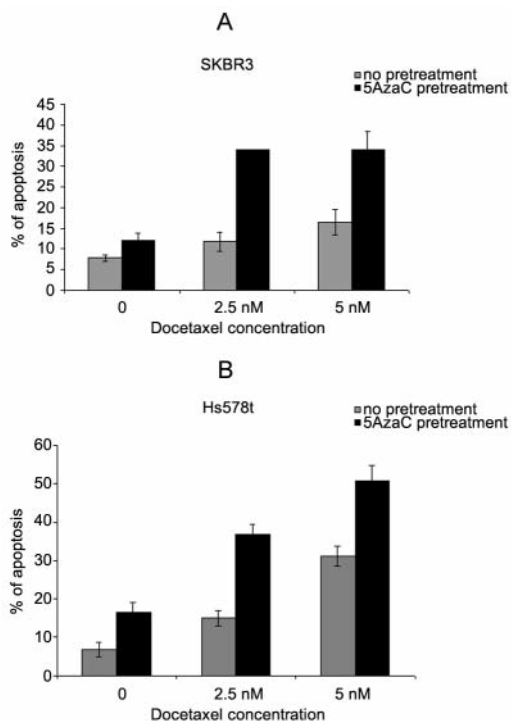 A
SKBR3
no pretreatment
5AzaC pretreatment
% of apoptosis
45
40
35
30
25
20
15
10
5
0
0
2.5 nM
5 nM
Docetaxel concentration
B
Hs578t
no pretreatment
5AzaC pretreatment
% of apoptosis
60
50
40
30
20
10
0
0
2.5 nM
5 nM
Docetaxel concentration